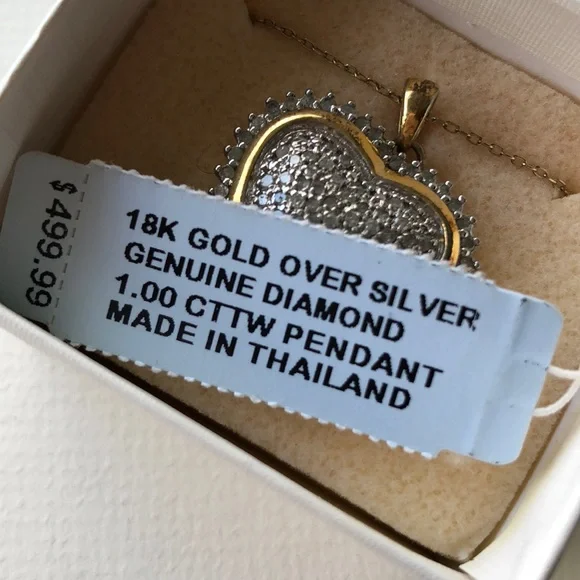 $499.99
18K GOLD OVER SILVER
GENUINE DIAMOND
1.00 CTTW PENDANT
MADE IN THAILAND